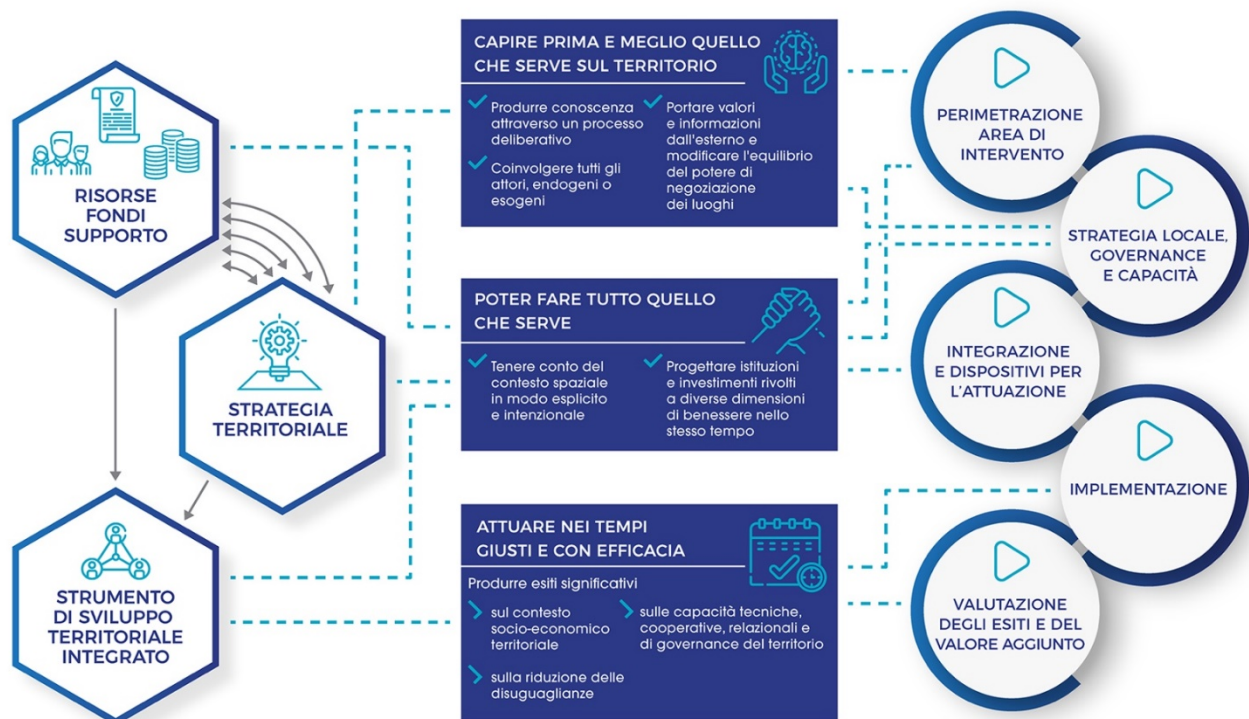 RISORSE
FONDI
SUPPORTO
STRATEGIA
TERRITORIALE
STRUMENTO
DI SVILUPPO
TERRITORIALE
INTEGRATO
CAPIRE PRIMA E MEGLIO QUELLO
CHE SERVE SUL TERRITORIO
Produrre conoscenza
attraverso un processo
deliberativo
Coinvolgere tutti gli
attori, endogeni o
esogeni
Portare valori
e informazioni
dall'esterno e
modificare l'equilibrio
del potere di
negoziazione
dei luoghi
POTER FARE TUTTO QUELLO
CHE SERVE
Tenere conto del
contesto spaziale
in modo esplicito
e intenzionale
Progettare istituzioni
e investimenti rivolti
a diverse dimensioni
di benessere nello
stesso tempo
ATTUARE NEI TEMPI
GIUSTI E CON EFFICACIA
Produrre esiti significativi
sul contesto
socio-economico
territoriale
sulla riduzione delle
disuguaglianze
sulle capacità tecniche,
cooperative, relazionali e
di governance del territorio
PERIMETRAZIONE
AREA DI
INTERVENTO
STRATEGIA LOCALE,
GOVERNANCE
E CAPACITÀ
INTEGRAZIONE
E DISPOSITIVI PER
L'ATTUAZIONE
IMPLEMENTAZIONE
VALUTAZIONE
DEGLI ESITI E DEL
VALORE AGGIUNTO